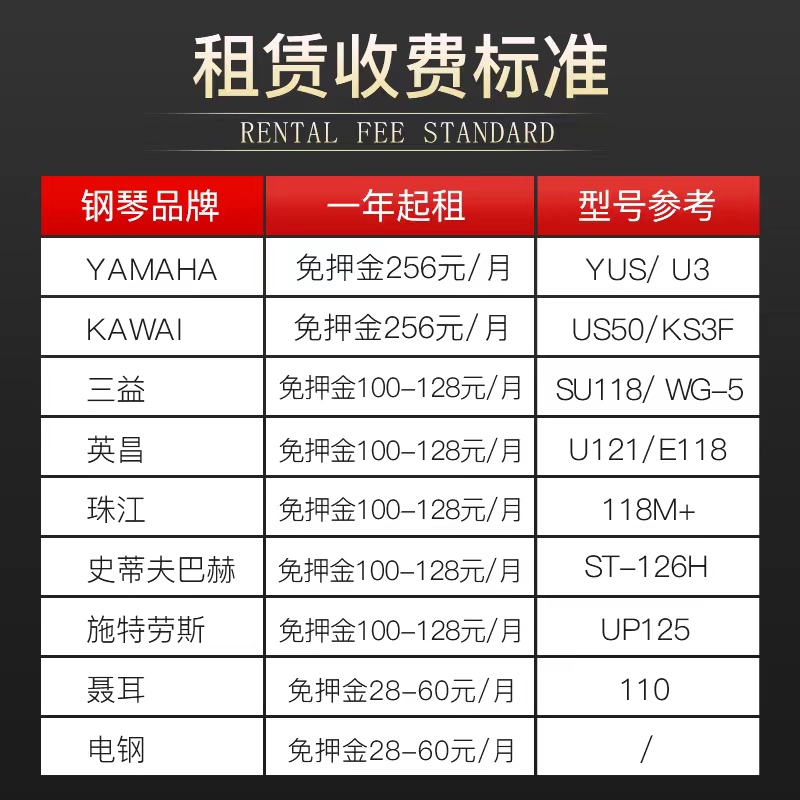 租赁收费标准
RENTAL FEE STANDARD
钢琴品牌 一年起租 型号参考
YAMAHA 免押金256元/月 YUS/ U3
KAWAI 免押金256元/月 US50/KS3F
三益 免押金100-128元/月 SU118/ WG-5
英昌 免押金100-128元/月 U121/E118
珠江 免押金100-128元/月 118M+
史蒂夫巴赫 免押金100-128元/月 ST-126H
施特劳斯 免押金100-128元/月 UP125
聂耳 免押金28-60元/月 110
电钢 免押金28-60元/月 /